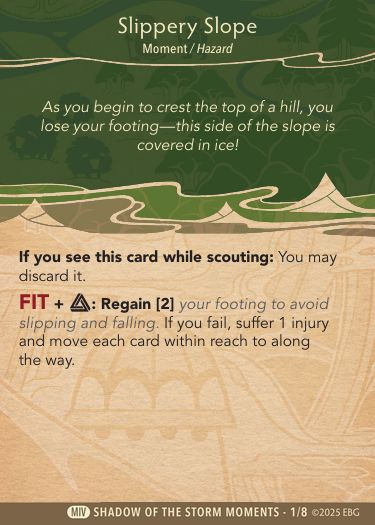 Slippery Slope
Moment / Hazard
As you begin to crest the top of a hill, you
lose your footing—this side of the slope is
covered in ice!
If you see this card while scouting: You may
discard it.
FIT + : Regain [2] your footing to avoid
slipping and falling. If you fail, suffer 1 injury
and move each card within reach to along
the way.
MIV SHADOW OF THE STORM MOMENTS - 1/8 ©2025 EBG